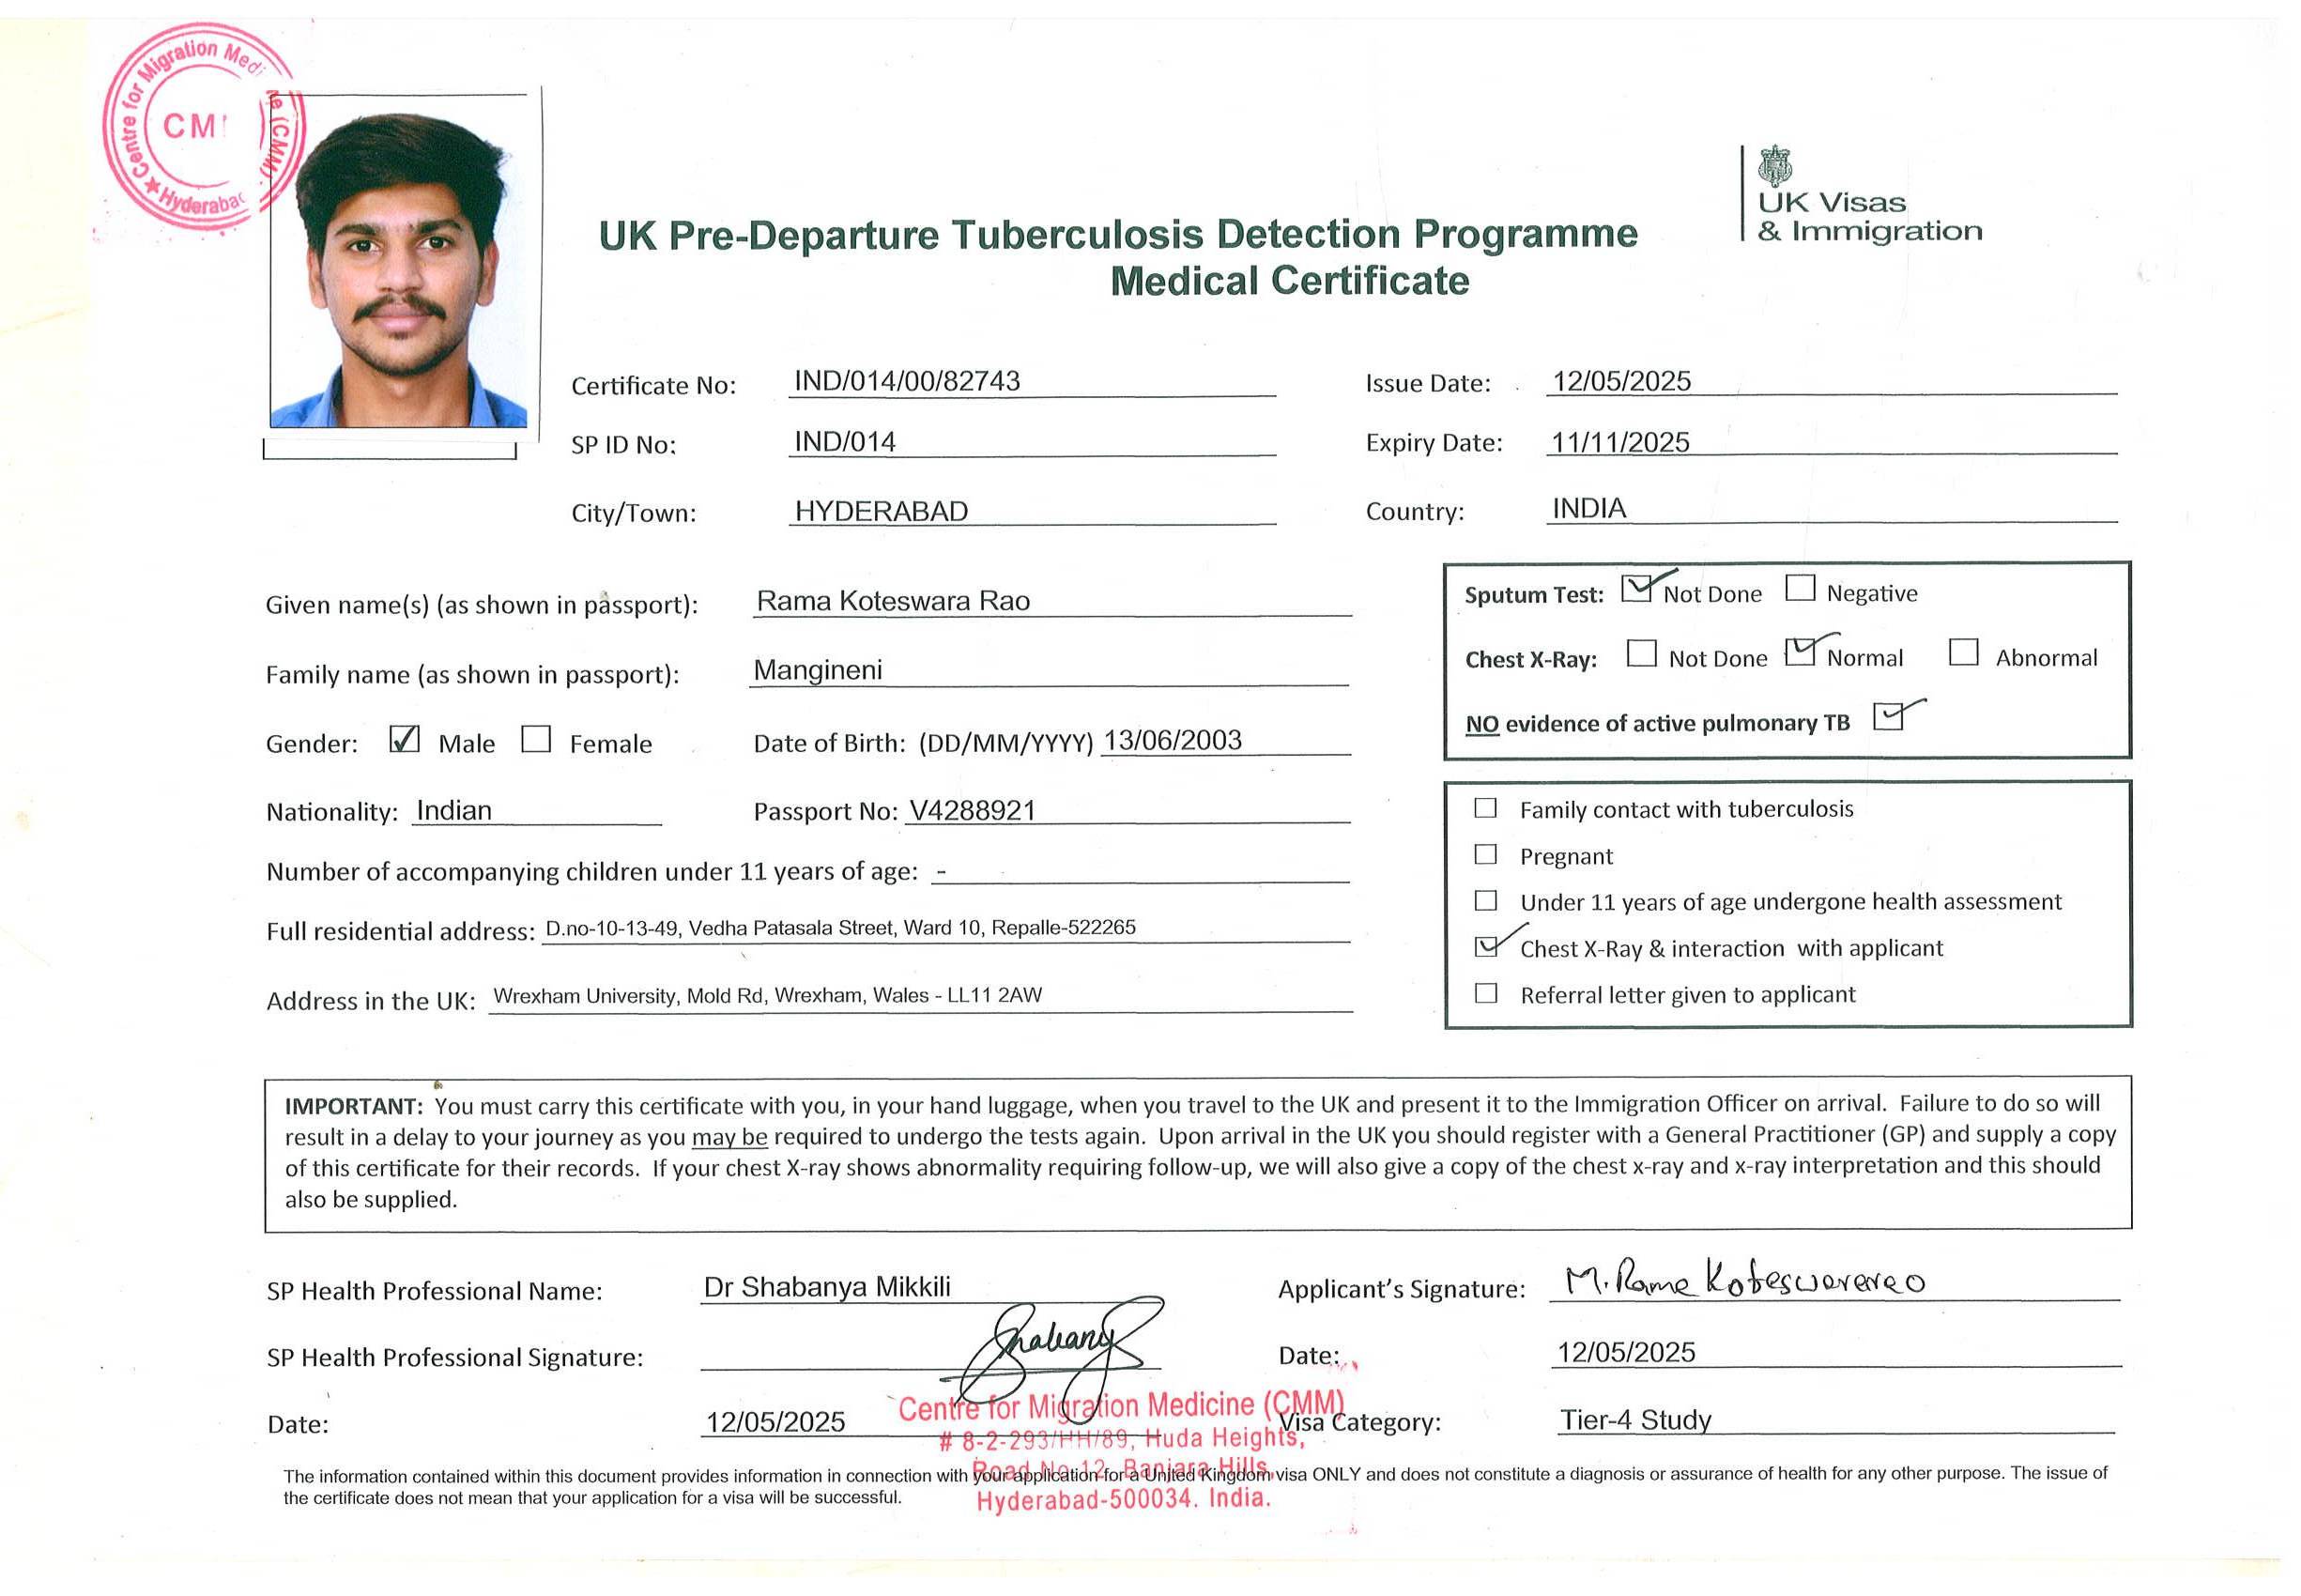 Centre for Migration Medi
e (CMM).
Hyderabac
CM
UK Visas
& Immigration
UK Pre-Departure Tuberculosis Detection Programme
Medical Certificate
Certificate No: IND/014/00/82743 Issue Date: 12/05/2025
SP ID No: IND/014 Expiry Date: 11/11/2025
City/Town: HYDERABAD Country: INDIA
Given name(s) (as shown in passport): Rama Koteswara Rao
Family name (as shown in passport): Mangineni
Gender: Male Female Date of Birth: (DD/MM/YYYY) 13/06/2003
Nationality: Indian Passport No: V4288921
Number of accompanying children under 11 years of age: -
Full residential address: D.no-10-13-49, Vedha Patasala Street, Ward 10, Repalle-522265
Address in the UK: Wrexham University, Mold Rd, Wrexham, Wales - LL11 2AW
Sputum Test: Not Done Negative
Chest X-Ray: Not Done Normal Abnormal
NO evidence of active pulmonary TB
Family contact with tuberculosis
Pregnant
Under 11 years of age undergone health assessment
Chest X-Ray & interaction with applicant
Referral letter given to applicant
IMPORTANT: You must carry this certificate with you, in your hand luggage, when you travel to the UK and present it to the Immigration Officer on arrival. Failure to do so will
result in a delay to your journey as you may be required to undergo the tests again. Upon arrival in the UK you should register with a General Practitioner (GP) and supply a copy
of this certificate for their records. If your chest X-ray shows abnormality requiring follow-up, we will also give a copy of the chest x-ray and x-ray interpretation and this should
also be supplied.
SP Health Professional Name: Dr Shabanya Mikkili Applicant's Signature: M. Rama Koteswararao
SP Health Professional Signature: Date:
12/05/2025
Date: 12/05/2025 Visa Category: Tier-4 Study
Centre for Migration Medicine (CMM)
# 8-2-293/HH/89, Huda Heights,
Road No 12, Banjara Hills,
Hyderabad-500034. India.
The information contained within this document provides information in connection with your application for a United Kingdom visa ONLY and does not constitute a diagnosis or assurance of health for any other purpose. The issue of
the certificate does not mean that your application for a visa will be successful.